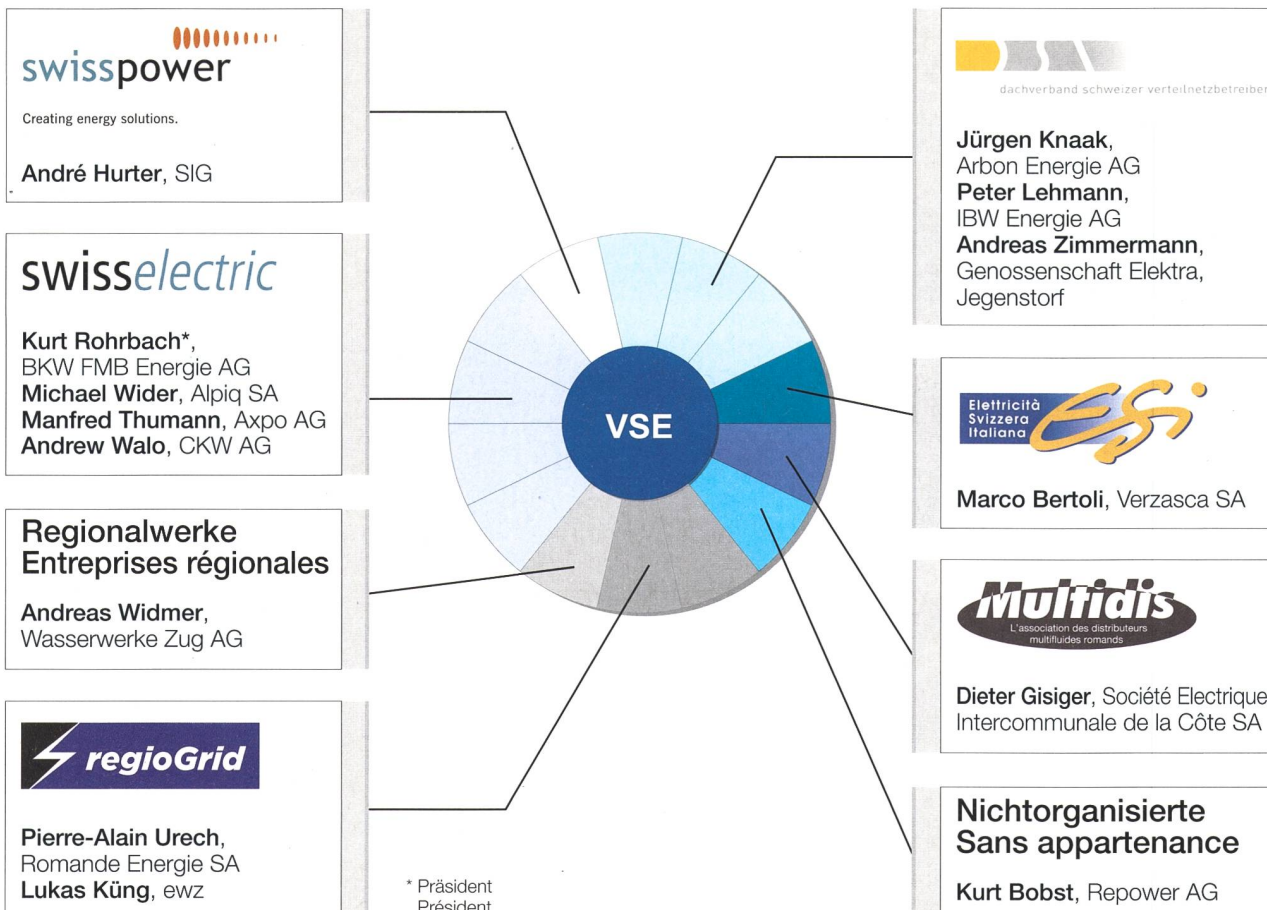 swisspower
Creating energy solutions.
André Hurter, SIG
swisselectric
Kurt Rohrbach*,
BKW FMB Energie AG
Michael Wider, Alpiq SA
Manfred Thumann, Axpo AG
Andrew Walo, CKW AG
Regionalwerke
Entreprises régionales
Andreas Widmer,
Wasserwerke Zug AG
regioGrid
Pierre-Alain Urech,
Romande Energie SA
Lukas Küng, ewz
* Präsident
Président
VSE
DSV
dachverband schweizer verteilnetzbetreiber
Jürgen Knaak,
Arbon Energie AG
Peter Lehmann,
IBW Energie AG
Andreas Zimmermann,
Genossenschaft Elektra,
Jegenstorf
Elettricità
Svizzera
Italiana
ESi
Marco Bertoli, Verzasca SA
Multidis
L'association des distributeurs
multifluides romands
Dieter Gisiger, Société Electrique
Intercommunale de la Côte SA
Nichtorganisierte
Sans appartenance
Kurt Bobst, Repower AG